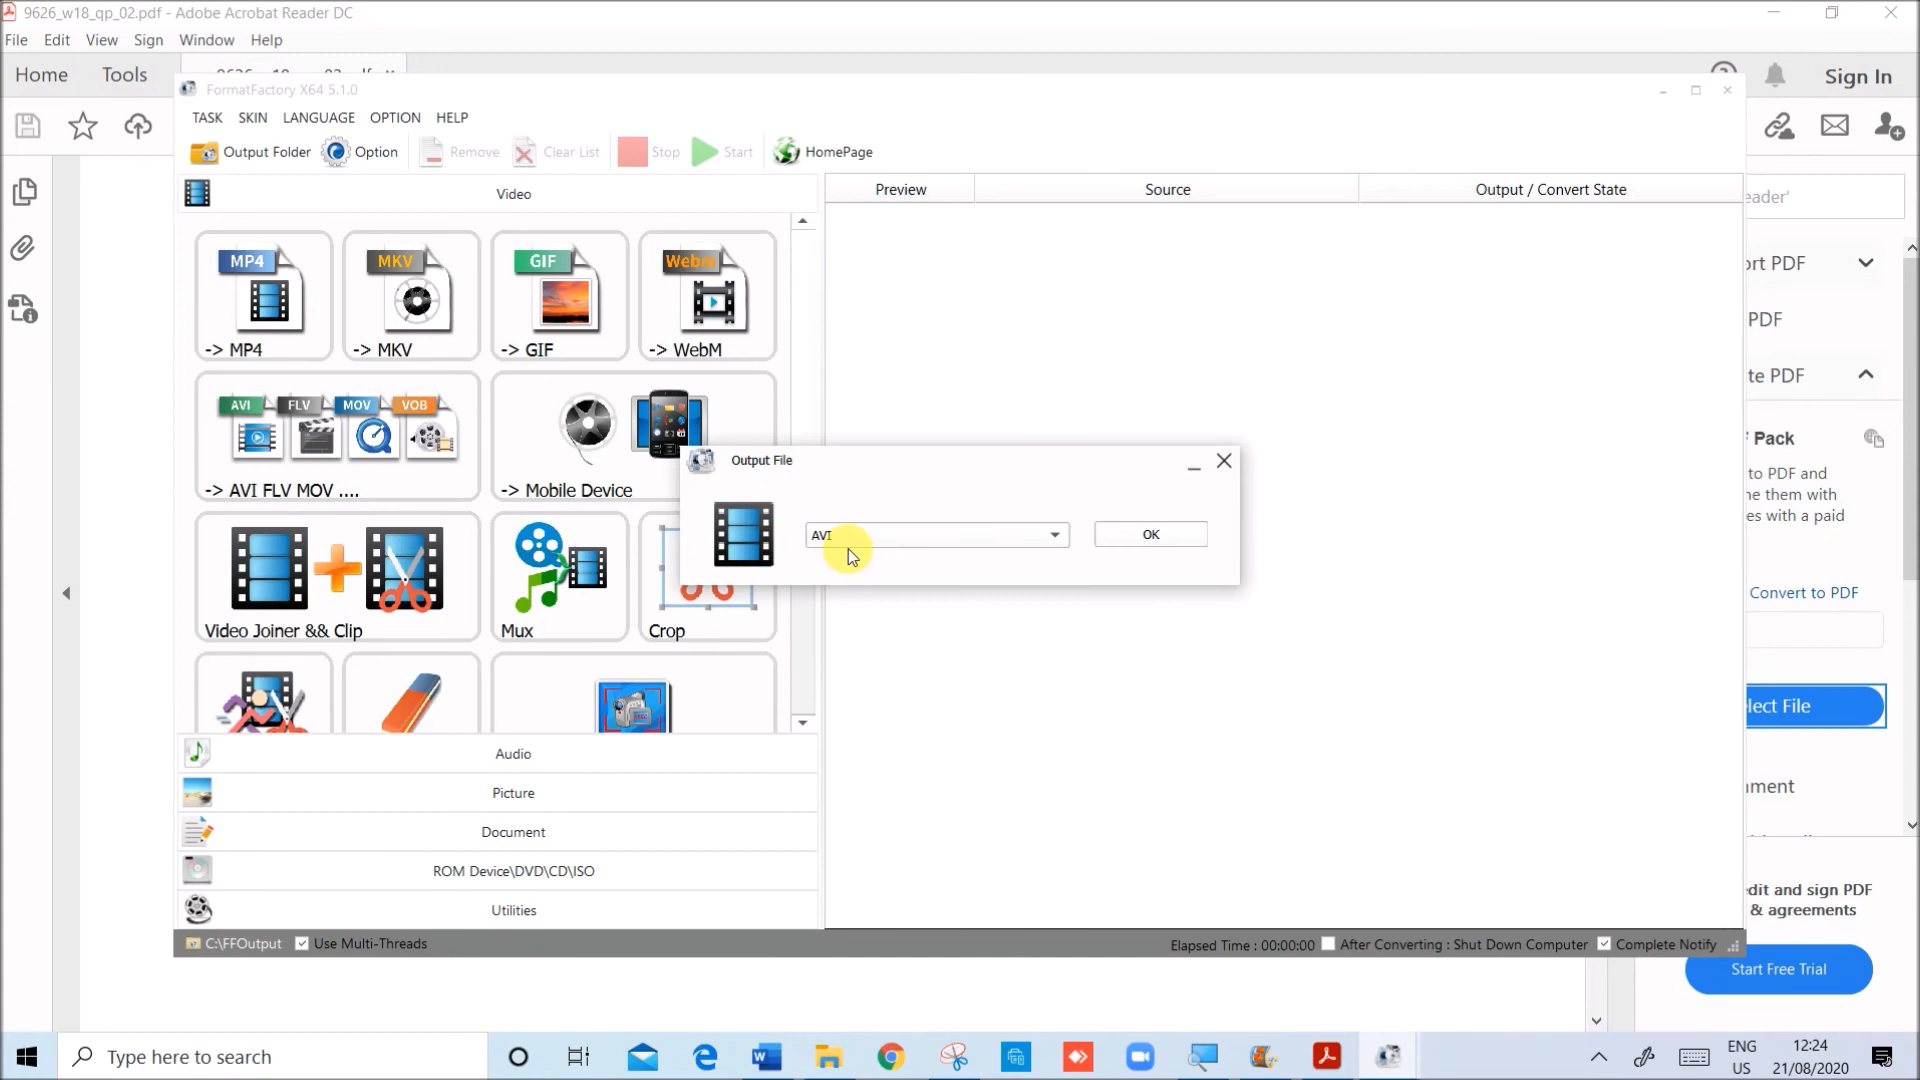 9626_w18_qp_02.pdf - Adobe Acrobat Reader DC
File Edit View Sign Window Help
Home Tools
Sign In
FormatFactory X64 5.1.0
TASK SKIN LANGUAGE OPTION HELP
Output Folder Option Remove Clear List Stop Start HomePage
Video
Preview Source Output / Convert State
eader'
MP4 MKV GIF Webm
-> MP4 -> MKV -> GIF -> WebM
ort PDF
PDF
te PDF
AVI FLV MOV VOB
-> AVI FLV MOV .... -> Mobile Device
Output File
AVI OK
Pack
to PDF and
ne them with
es with a paid
Convert to PDF
Video Joiner && Clip Mux Crop
lect File
Audio
Picture
Document
ROM Device\DVD\CD\ISO
Utilities
nment
edit and sign PDF
& agreements
Start Free Trial
C:\FFOutput Use Multi-Threads Elapsed Time : 00:00:00 After Converting : Shut Down Computer Complete Notify
Type here to search
ENG
US
12:24
21/08/2020